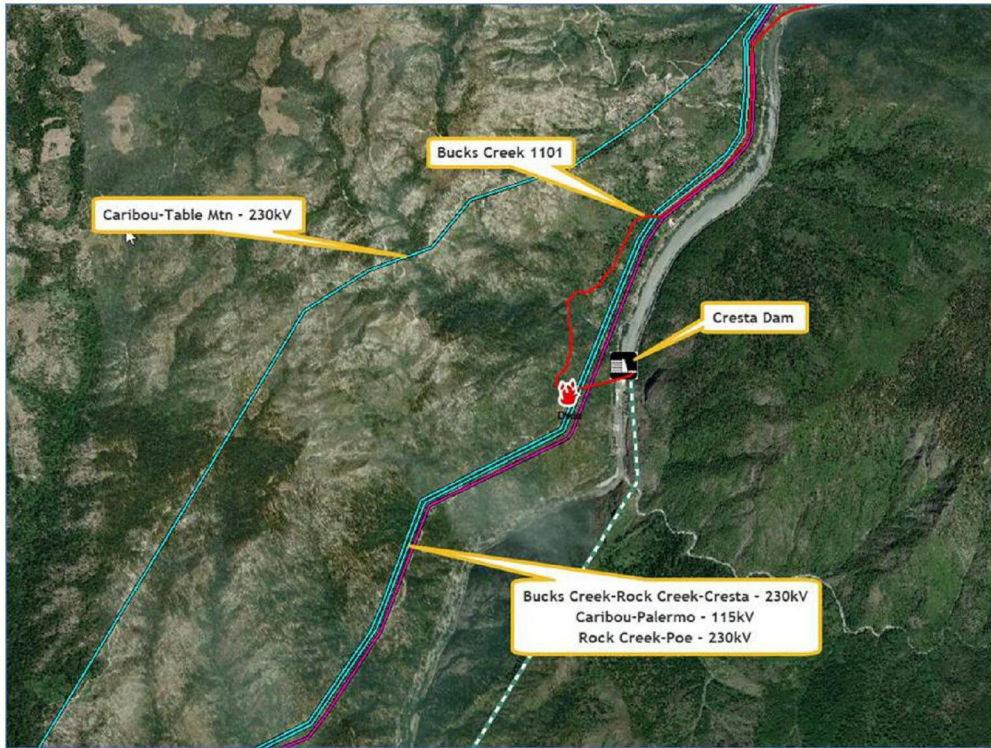 Bucks Creek 1101
Caribou-Table Mtn - 230kV
Cresta Dam
Bucks Creek-Rock Creek-Cresta - 230kV
Caribou-Palermo - 115kV
Rock Creek-Poe - 230kV